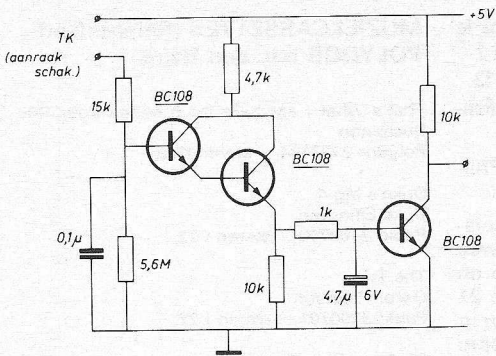 +5V
TK
(aanraak
schak.)
4,7k
15k
BC108
10k
BC108
1k
0,1µ
5,6M
BC108
10k
4,7µ 6V